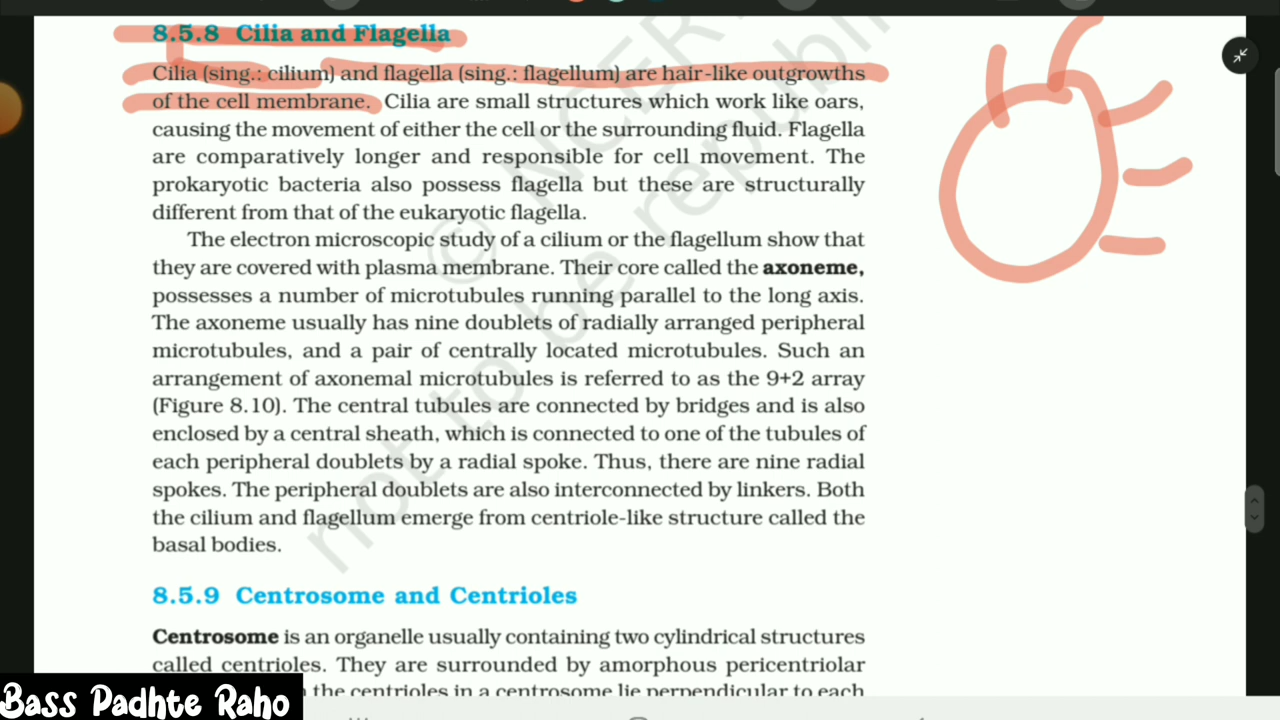 8.5.8 Cilia and Flagella
Cilia (sing.: cilium) and flagella (sing.: flagellum) are hair-like outgrowths
of the cell membrane. Cilia are small structures which work like oars,
causing the movement of either the cell or the surrounding fluid. Flagella
are comparatively longer and responsible for cell movement. The
prokaryotic bacteria also possess flagella but these are structurally
different from that of the eukaryotic flagella.
The electron microscopic study of a cilium or the flagellum show that
they are covered with plasma membrane. Their core called the axoneme,
possesses a number of microtubules running parallel to the long axis.
The axoneme usually has nine doublets of radially arranged peripheral
microtubules, and a pair of centrally located microtubules. Such an
arrangement of axonemal microtubules is referred to as the 9+2 array
(Figure 8.10). The central tubules are connected by bridges and is also
enclosed by a central sheath, which is connected to one of the tubules of
each peripheral doublets by a radial spoke. Thus, there are nine radial
spokes. The peripheral doublets are also interconnected by linkers. Both
the cilium and flagellum emerge from centriole-like structure called the
basal bodies.
8.5.9 Centrosome and Centrioles
Centrosome is an organelle usually containing two cylindrical structures
called centrioles. They are surrounded by amorphous pericentriolar
the centrioles in a centrosome lie perpendicular to each
Bass Padhte Raho
© NCERT
not to be republi